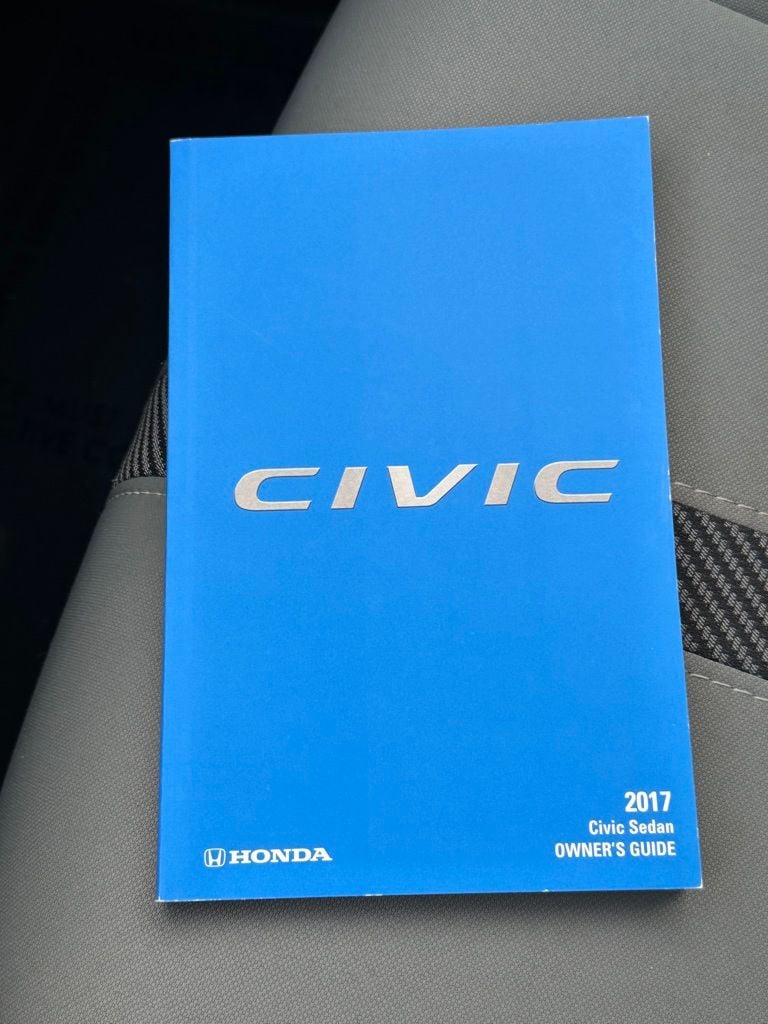 CIVIC
2017
Civic Sedan
OWNER'S GUIDE
HONDA